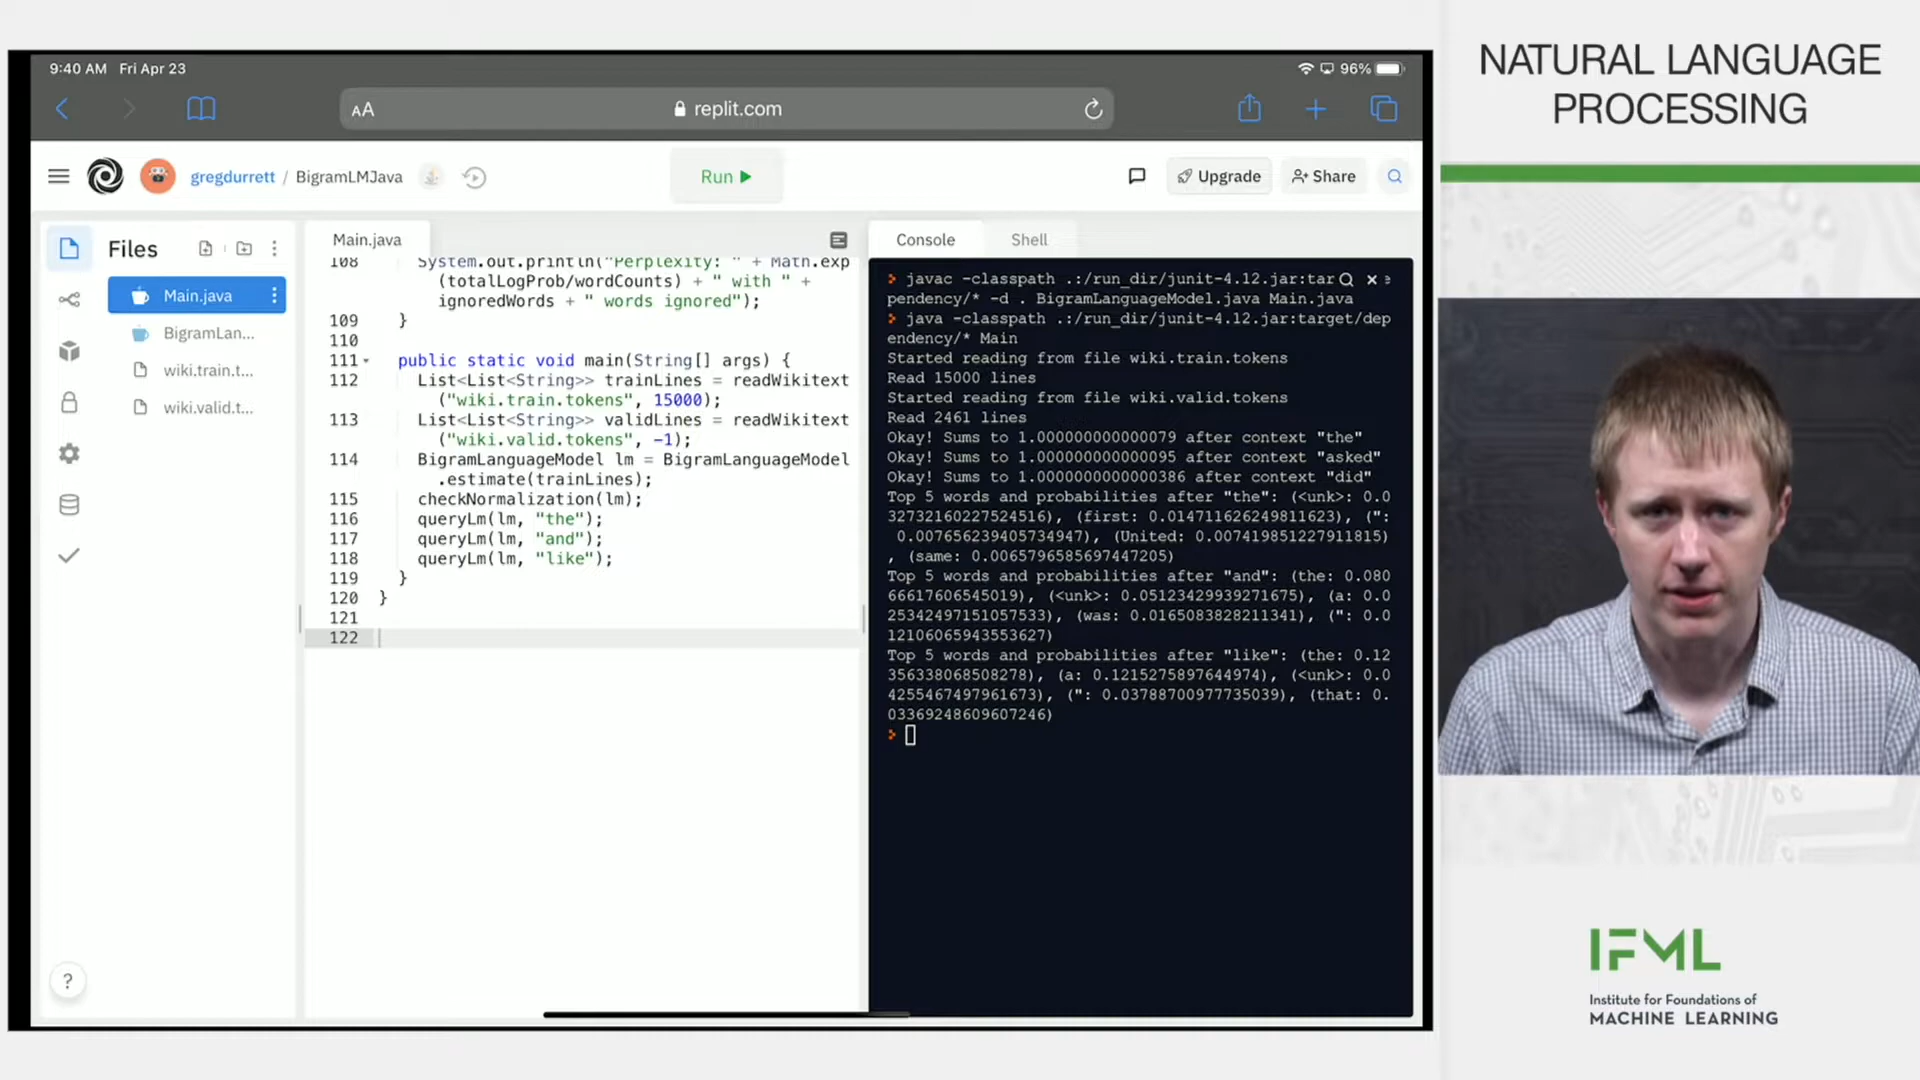 9:40 AM Fri Apr 23
96%
AA
replit.com
gregdurrett / BigramLMJava
Run
Upgrade
Share
Files
Main.java
BigramLan...
wiki.train.t...
wiki.valid.t...
Main.java
108 System.out.println("Perplexity: " + Math.exp
(totalLogProb/wordCounts) + " with " +
ignoredWords + " words ignored");
109 }
110
111 public static void main(String[] args) {
112 List<List<String>> trainLines = readWikitext
("wiki.train.tokens", 15000);
113 List<List<String>> validLines = readWikitext
("wiki.valid.tokens", -1);
114 BigramLanguageModel lm = BigramLanguageModel
.estimate(trainLines);
115 checkNormalization(lm);
116 queryLm(lm, "the");
117 queryLm(lm, "and");
118 queryLm(lm, "like");
119 }
120 }
121
122
?
Console Shell
> javac -classpath .:/run_dir/junit-4.12.jar:tar
pendency/* -d . BigramLanguageModel.java Main.java
> java -classpath .:/run_dir/junit-4.12.jar:target/dep
endency/* Main
Started reading from file wiki.train.tokens
Read 15000 lines
Started reading from file wiki.valid.tokens
Read 2461 lines
Okay! Sums to 1.000000000000079 after context "the"
Okay! Sums to 1.0000000000000095 after context "asked"
Okay! Sums to 1.0000000000000386 after context "did"
Top 5 words and probabilities after "the": (<unk>: 0.0
32732160227524516), (first: 0.014711626249811623), (":
0.007656239405734947), (United: 0.007419851227911815)
, (same: 0.0065796585697447205)
Top 5 words and probabilities after "and": (the: 0.080
66617606545019), (<unk>: 0.05123429939271675), (a: 0.0
25342497151057533), (was: 0.0165083828211341), (": 0.0
12106065943553627)
Top 5 words and probabilities after "like": (the: 0.12
356338068508278), (a: 0.1215275897644974), (<unk>: 0.0
4255467497961673), (": 0.03788700977735039), (that: 0.
03369248609607246)
>
NATURAL LANGUAGE
PROCESSING
IFML
Institute for Foundations of
MACHINE LEARNING